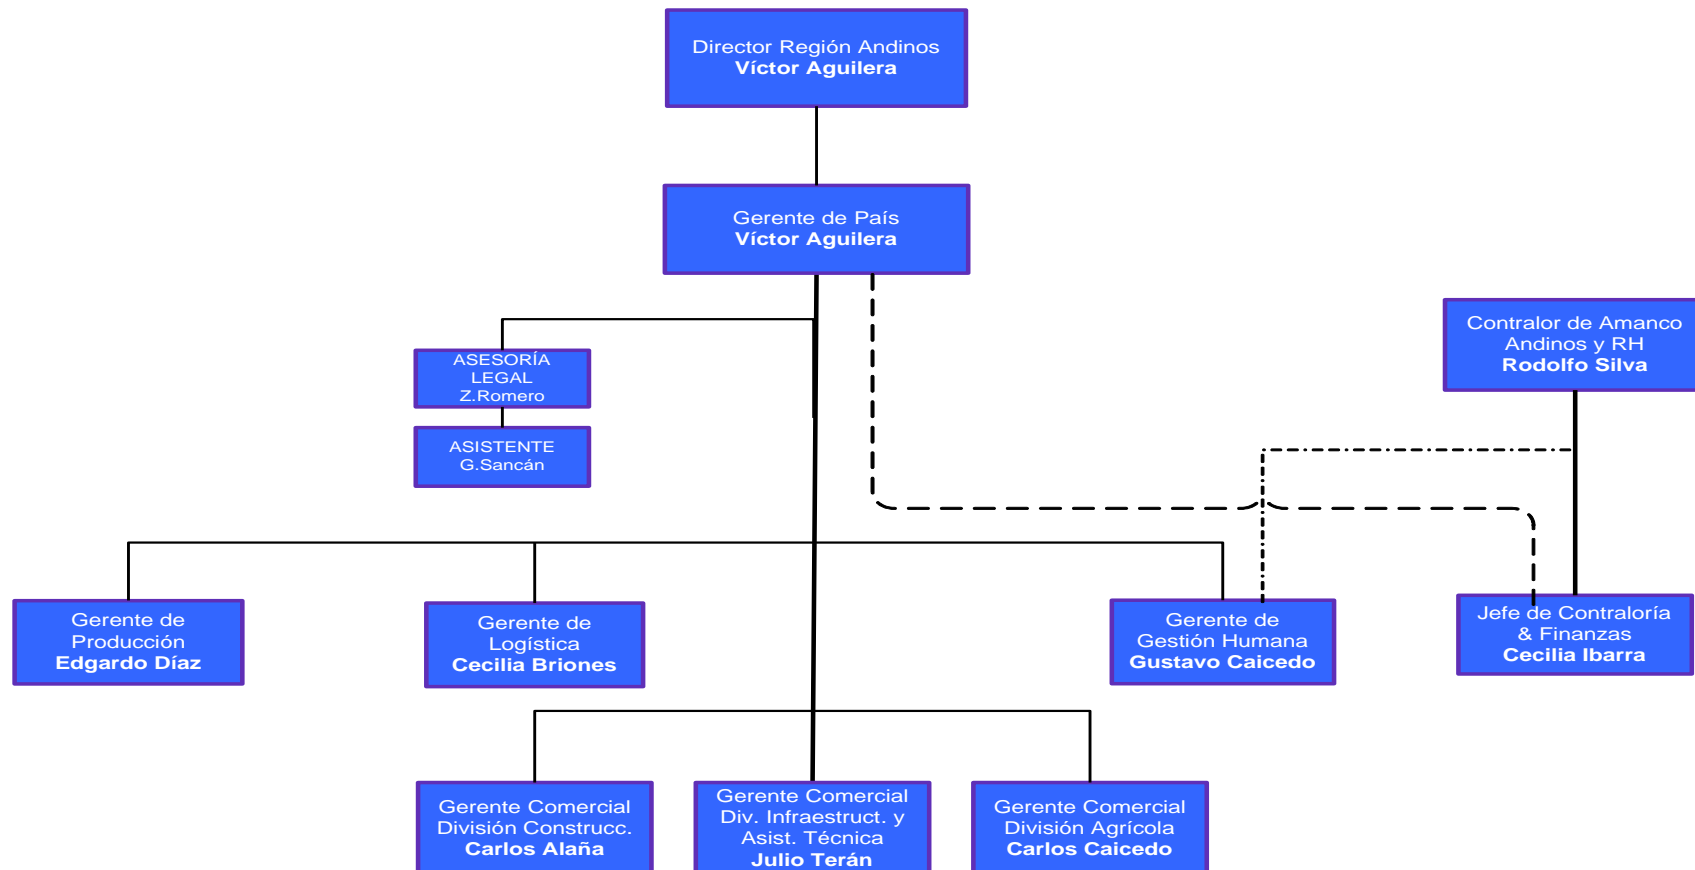 Director Región Andinos
Víctor Aguilera
Gerente de País
Víctor Aguilera
Contralor de Amanco
Andinos y RH
Rodolfo Silva
ASESORÍA
LEGAL
Z.Romero
ASISTENTE
G.Sancán
Gerente de
Producción
Edgardo Díaz
Gerente de
Logística
Cecilia Briones
Gerente de
Gestión Humana
Gustavo Caicedo
Jefe de Contraloría
& Finanzas
Cecilia Ibarra
Gerente Comercial
División Construcc.
Carlos Alaña
Gerente Comercial
Div. Infraestruct. y
Asist. Técnica
Julio Terán
Gerente Comercial
División Agrícola
Carlos Caicedo